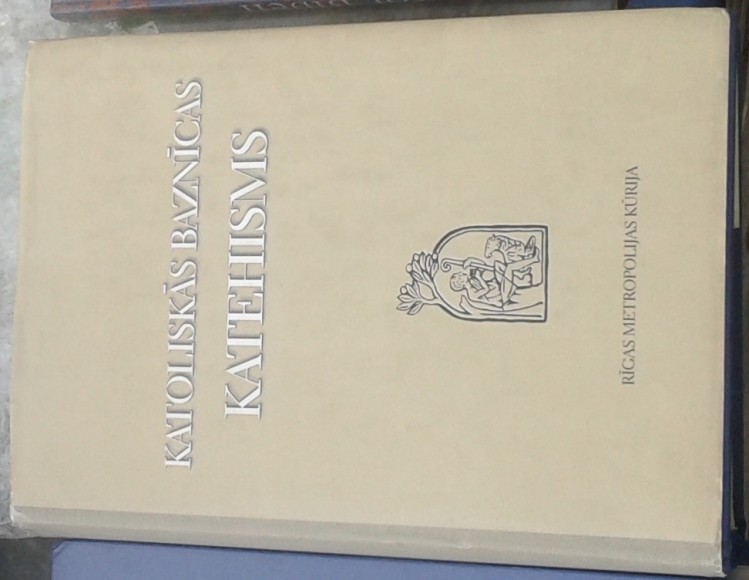 KATOLISKĀS BAZNĪCAS
KATEHISMS
RĪGAS METROPOLIJAS KŪRIJA